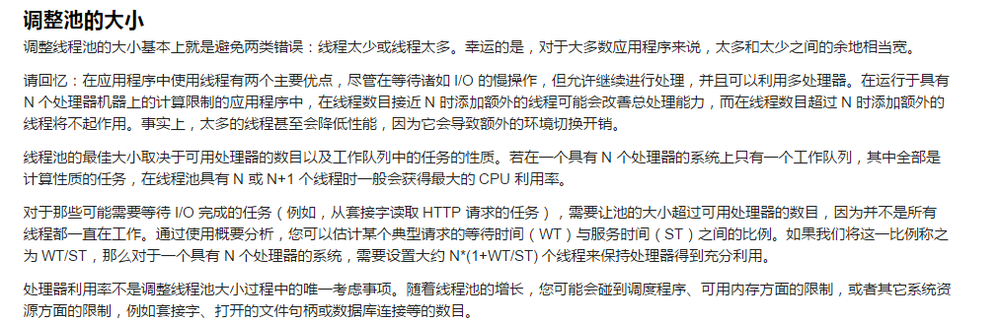 调整池的大小
调整线程池的大小基本上就是避免两类错误：线程太少或线程太多。幸运的是，对于大多数应用程序来说，太多和太少之间的余地相当宽。
请回忆：在应用程序中使用线程有两个主要优点，尽管在等待诸如 I/O 的慢操作，但允许继续进行处理，并且可以利用多处理器。在运行于具有
N 个处理器机器上的计算限制的应用程序中，在线程数目接近 N 时添加额外的线程可能会改善总处理能力，而在线程数目超过 N 时添加额外的
线程将不起作用。事实上，太多的线程甚至会降低性能，因为它会导致额外的环境切换开销。
线程池的最佳大小取决于可用处理器的数目以及工作队列中的任务的性质。若在一个具有 N 个处理器的系统上只有一个工作队列，其中全部是
计算性质的任务，在线程池具有 N 或 N+1 个线程时一般会获得最大的 CPU 利用率。
对于那些可能需要等待 I/O 完成的任务（例如，从套接字读取 HTTP 请求的任务），需要让池的大小超过可用处理器的数目，因为并不是所有
线程都一直在工作。通过使用概要分析，您可以估计某个典型请求的等待时间（WT）与服务时间（ST）之间的比例。如果我们将这一比例称之
为 WT/ST，那么对于一个具有 N 个处理器的系统，需要设置大约 N*(1+WT/ST) 个线程来保持处理器得到充分利用。
处理器利用率不是调整线程池大小过程中的唯一考虑事项。随着线程池的增长，您可能会碰到调度程序、可用内存方面的限制，或者其它系统资
源方面的限制，例如套接字、打开的文件句柄或数据库连接等的数目。